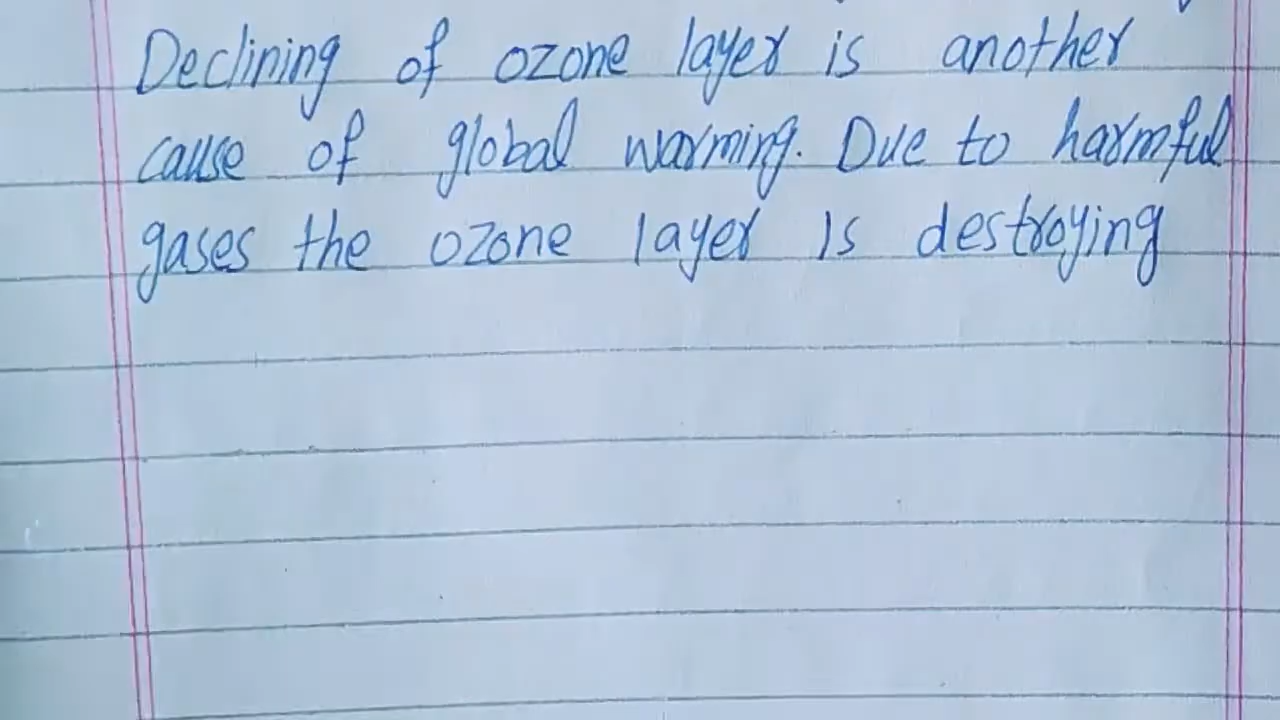 Declining of ozone layer is another
cause of global warming. Due to harmful
gases the ozone layer is destroying